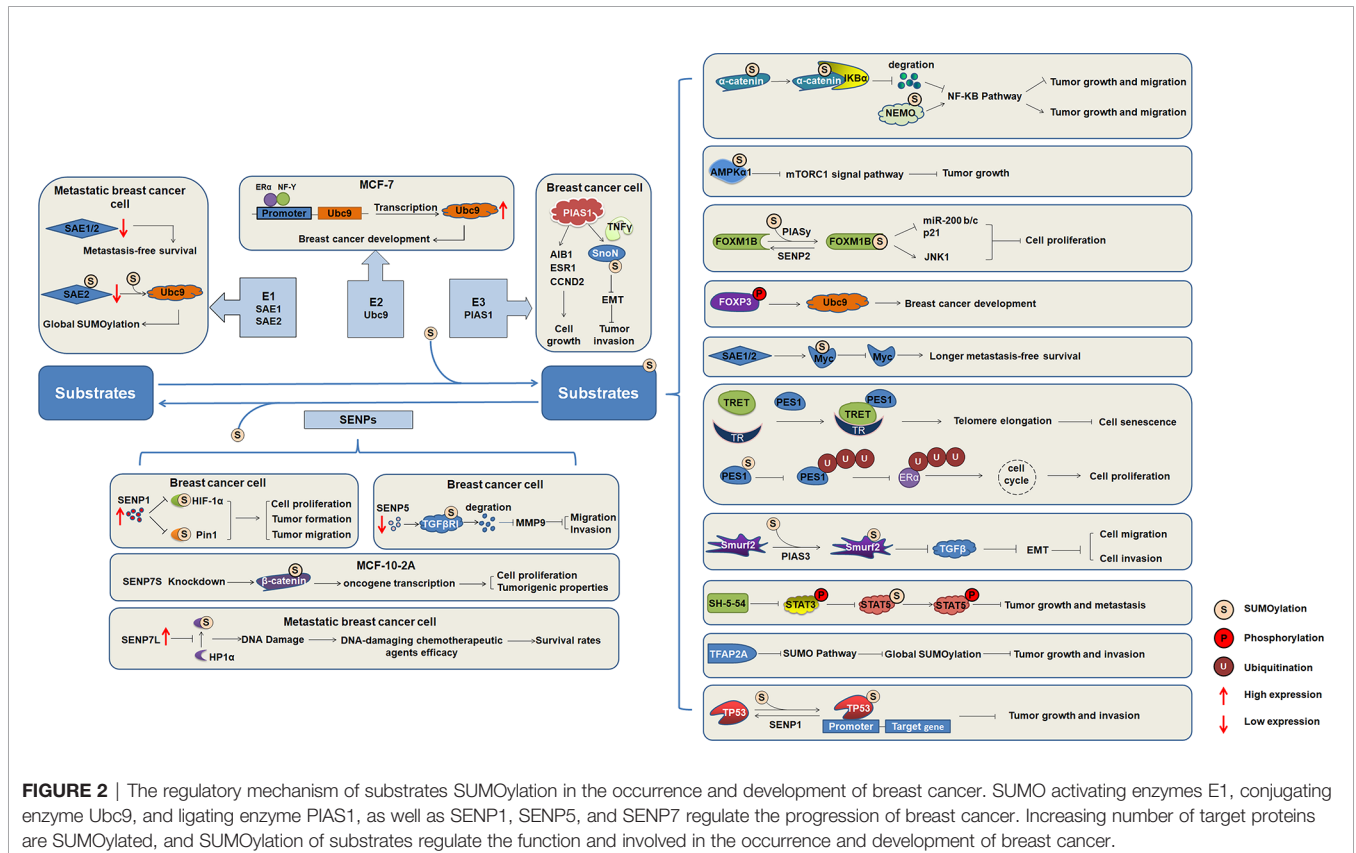 Metastatic breast cancer
cell
SAE1/2
Metastasis-free survival
S
S
SAE2
Ubc9
Global SUMOylation
E1
SAE1
SAE2
MCF-7
ERα NF-Y
Promoter
Ubc9
Transcription
Ubc9
Breast cancer development
E2
Ubc9
E3
PIAS1
Breast cancer cell
PIAS1
TNFγ
SnoN
S
AIB1
ESR1
CCND2
EMT
Cell
growth
Tumor
invasion
S
Substrates
S
Substrates
S
SENPs
Breast cancer cell
SENP1
S
HIF-1α
S
Pin1
Cell proliferation
Tumor formation
Tumor migration
Breast cancer cell
SENP5
S
TGFβRI
degration
MMP9
Migration
Invasion
MCF-10-2A
SENP7S Knockdown
S
β-catenin
oncogene transcription
Cell proliferation
Tumorigenic properties
Metastatic breast cancer cell
SENP7L
S
HP1α
DNA Damage
DNA-damaging chemotherapeutic
agents efficacy
Survival rates
S
α-catenin
S
α-catenin
IKBα
degration
S
NEMO
NF-KB Pathway
Tumor growth and migration
Tumor growth and migration
S
AMPKα1
mTORC1 signal pathway
Tumor growth
FOXM1B
S
PIASy
SENP2
FOXM1B
S
miR-200 b/c
p21
JNK1
Cell proliferation
P
FOXP3
Ubc9
Breast cancer development
SAE1/2
S
Myc
Myc
Longer metastasis-free survival
TRET
TR
PES1
PES1
TRET
TR
Telomere elongation
Cell senescence
S
PES1
U U U
PES1
U U U
ERα
cell
cycle
Cell proliferation
Smurf2
S
PIAS3
S
Smurf2
TGFβ
EMT
Cell migration
Cell invasion
SH-5-54
P
STAT3
S
STAT5
P
STAT5
Tumor growth and metastasis
TFAP2A
SUMO Pathway
Global SUMOylation
Tumor growth and invasion
TP53
S
SENP1
S
TP53
Promoter
Target gene
Tumor growth and invasion
S SUMOylation
P Phosphorylation
U Ubiquitination
High expression
Low expression
FIGURE 2 | The regulatory mechanism of substrates SUMOylation in the occurrence and development of breast cancer. SUMO activating enzymes E1, conjugating
enzyme Ubc9, and ligating enzyme PIAS1, as well as SENP1, SENP5, and SENP7 regulate the progression of breast cancer. Increasing number of target proteins
are SUMOylated, and SUMOylation of substrates regulate the function and involved in the occurrence and development of breast cancer.